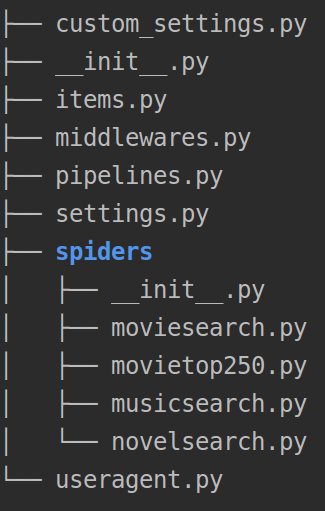 ├── custom_settings.py
├── __init__.py
├── items.py
├── middlewares.py
├── pipelines.py
├── settings.py
├── spiders
│   ├── __init__.py
│   ├── moviesearch.py
│   ├── movietop250.py
│   ├── musicsearch.py
│   └── novelsearch.py
└── useragent.py